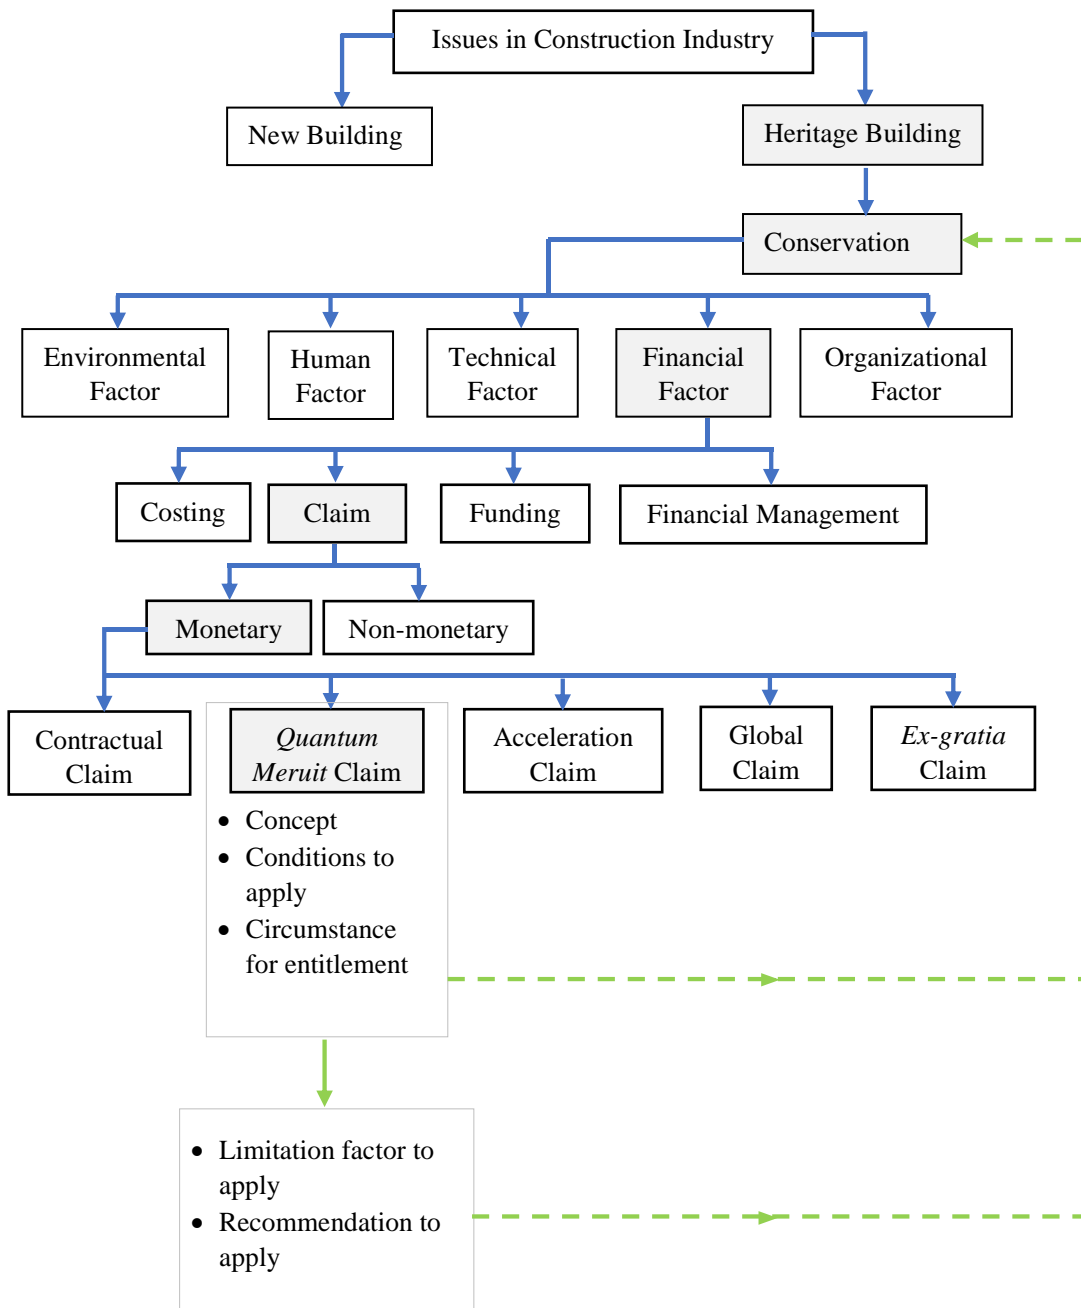 Issues in Construction Industry
New Building
Heritage Building
Conservation
Environmental
Factor
Human
Factor
Technical
Factor
Financial
Factor
Organizational
Factor
Costing
Claim
Funding
Financial Management
Monetary
Non-monetary
Contractual
Claim
Quantum
Meruit Claim
Acceleration
Claim
Global
Claim
Ex-gratia
Claim
• Concept
• Conditions to
apply
• Circumstance
for entitlement
• Limitation factor to
apply
• Recommendation to
apply